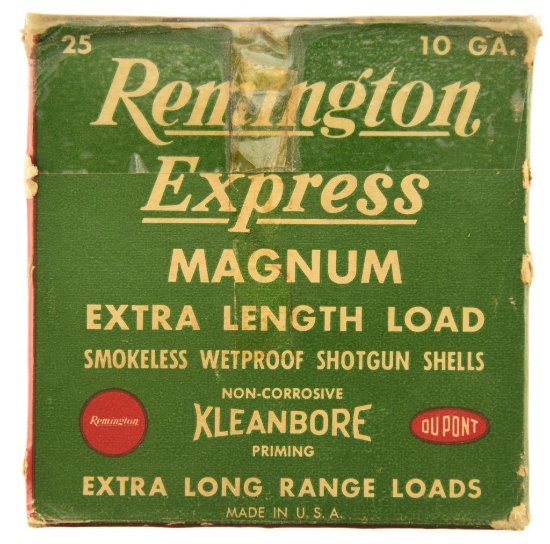 25 10 GA.
Remington
Express
MAGNUM
EXTRA LENGTH LOAD
SMOKELESS WETPROOF SHOTGUN SHELLS
NON-CORROSIVE
KLEANBORE
PRIMING
Remington
DU PONT
EXTRA LONG RANGE LOADS
MADE IN U.S.A.